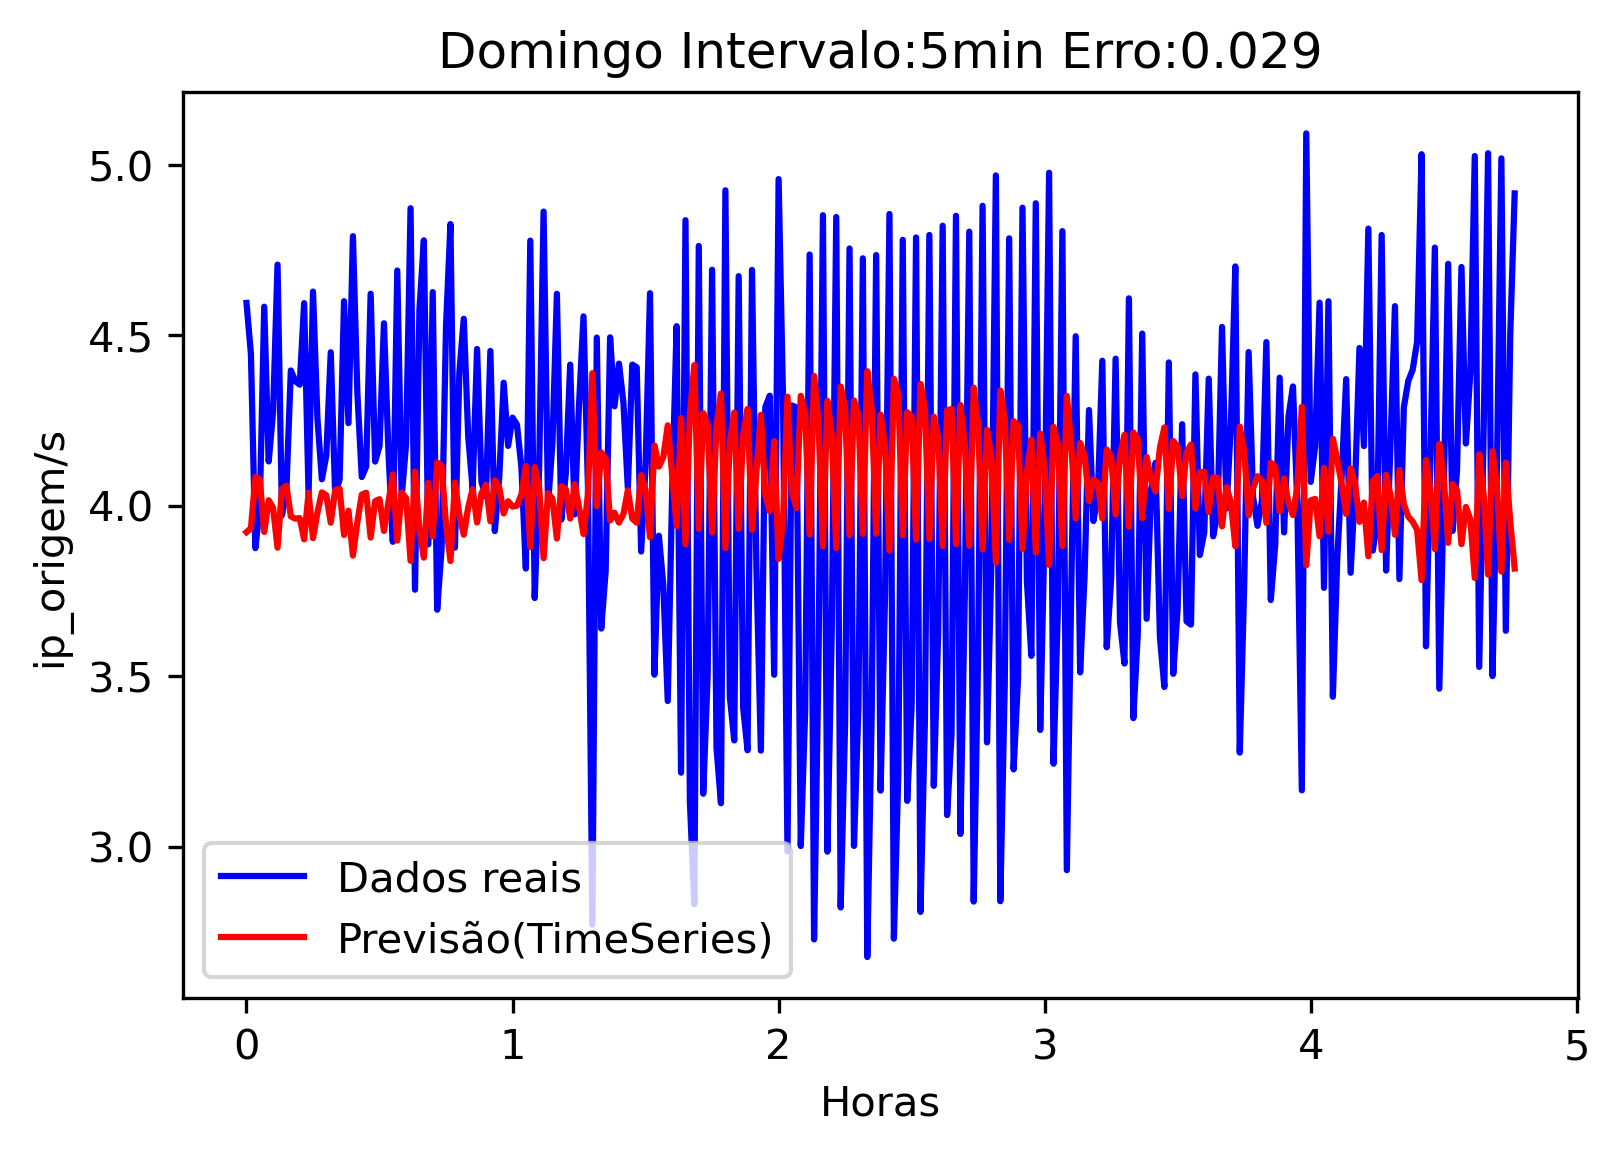 Domingo Intervalo:5min Erro:0.029
5.0
4.5
4.0
3.5
3.0
ip_origem/s
Dados reais
Previsão(TimeSeries)
0 1 2 3 4 5
Horas